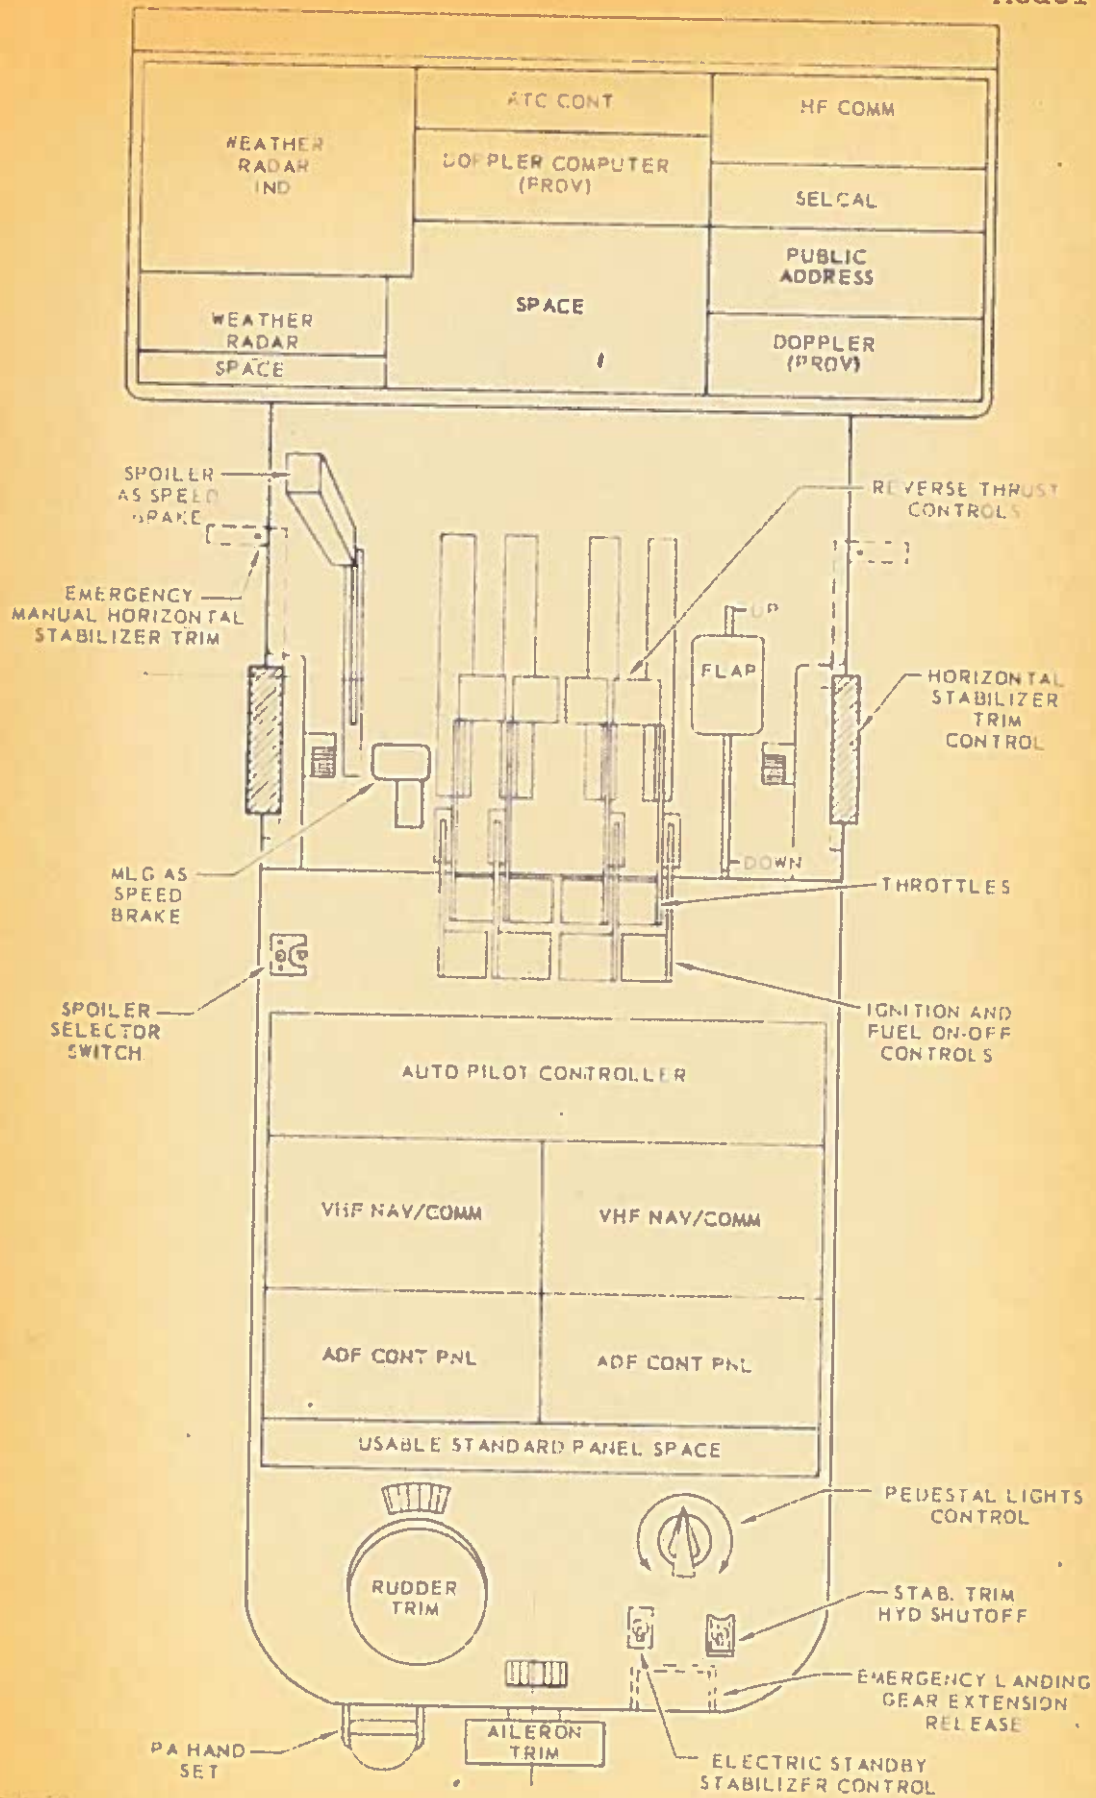 ATC CONT
HF COMM
WEATHER
RADAR
IND
DOPPLER COMPUTER
(PROV)
SELCAL
PUBLIC
ADDRESS
SPACE
WEATHER
RADAR
DOPPLER
(PROV)
SPACE
SPOILER
AS SPEED
BRAKE
REVERSE THRUST
CONTROLS
EMERGENCY
MANUAL HORIZONTAL
STABILIZER TRIM
UP
FLAP
HORIZONTAL
STABILIZER
TRIM
CONTROL
DOWN
MLG AS
SPEED
BRAKE
THROTTLES
SPOILER
SELECTOR
SWITCH
IGNITION AND
FUEL ON-OFF
CONTROLS
AUTO PILOT CONTROLLER
VHF NAV/COMM
VHF NAV/COMM
ADF CONT PNL
ADF CONT PNL
USABLE STANDARD PANEL SPACE
PEDESTAL LIGHTS
CONTROL
RUDDER
TRIM
STAB. TRIM
HYD SHUTOFF
EMERGENCY LANDING
GEAR EXTENSION
RELEASE
PA HAND
SET
AILERON
TRIM
ELECTRIC STANDBY
STABILIZER CONTROL